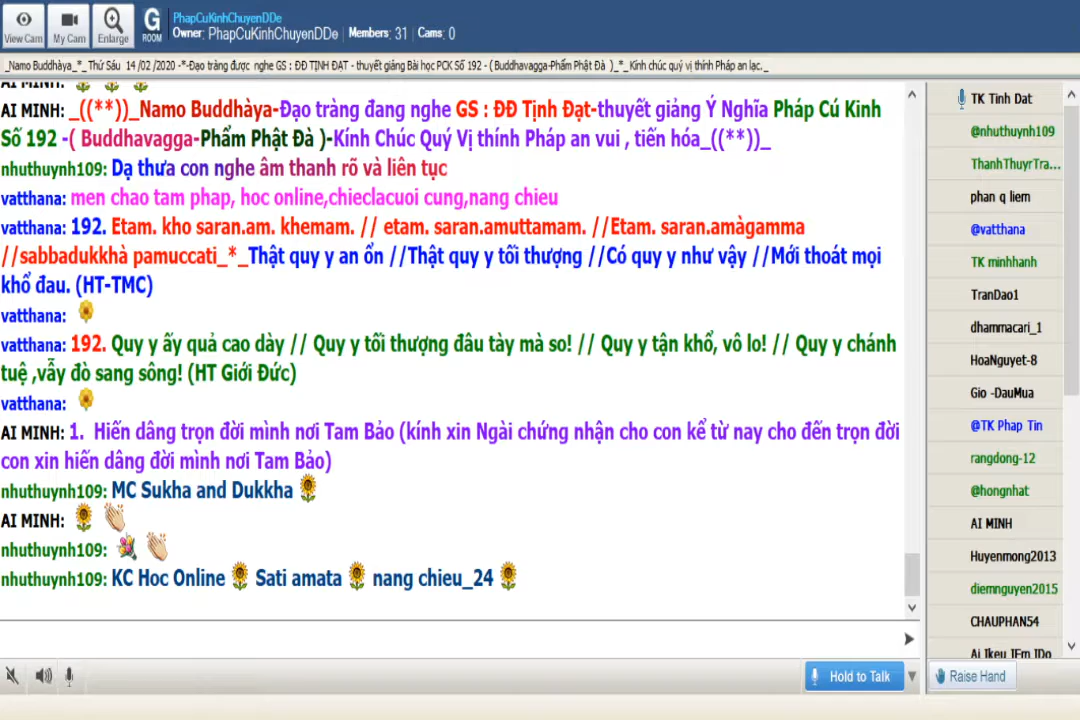 PhapCuKinhChuyenDDe
Owner: PhapCuKinhChuyenDDe Members: 31 Cams: 0
View Cam My Cam Enlarge G ROOM
_Namo Buddhàya_*_ Thứ Sáu 14 /02 /2020 -*-Đạo tràng được nghe GS : ĐĐ TỊNH ĐẠT - thuyết giảng Bài học PCK Số 192 - ( Buddhavagga-Phẩm Phật Đà )_*_ Kính chúc quý vị thính Pháp an lạc._
AI MINH:
AI MINH: _((**))_Namo Buddhàya-Đạo tràng đang nghe GS : ĐĐ Tịnh Đạt-thuyết giảng Ý Nghĩa Pháp Cú Kinh
Số 192 -( Buddhavagga-Phẩm Phật Đà )-Kính Chúc Quý Vị thính Pháp an vui , tiến hóa_((**))_
nhuthuynh109: Dạ thưa con nghe âm thanh rõ và liên tục
vatthana: men chao tam phap, hoc online,chieclacuoi cung,nang chieu
vatthana: 192. Etam. kho saran.am. khemam. // etam. saran.amuttamam. //Etam. saran.amàgamma
//sabbadukkhà pamuccati_*_Thật quy y an ổn //Thật quy y tối thượng //Có quy y như vậy //Mới thoát mọi
khổ đau. (HT-TMC)
vatthana:
vatthana: 192. Quy y ấy quả cao dày // Quy y tối thượng đâu tày mà so! // Quy y tận khổ, vô lo! // Quy y chánh
tuệ ,vẫy đò sang sông! (HT Giới Đức)
vatthana:
AI MINH: 1. Hiến dâng trọn đời mình nơi Tam Bảo (kính xin Ngài chứng nhận cho con kể từ nay cho đến trọn đời
con xin hiến dâng đời mình nơi Tam Bảo)
nhuthuynh109: MC Sukha and Dukkha
AI MINH:
nhuthuynh109:
nhuthuynh109: KC Hoc Online Sati amata nang chieu_24
TK Tinh Dat
@nhuthuynh109
ThanhThuyrTra...
phan q liem
@vatthana
TK minhhanh
TranDao1
dhammacari_1
HoaNguyet-8
Gio -DauMua
@TK Phap Tin
rangdong-12
@hongnhat
AI MINH
Huyenmong2013
diemnguyen2015
CHAUPHAN54
Ai Ikeu IEm IDo
Hold to Talk
Raise Hand